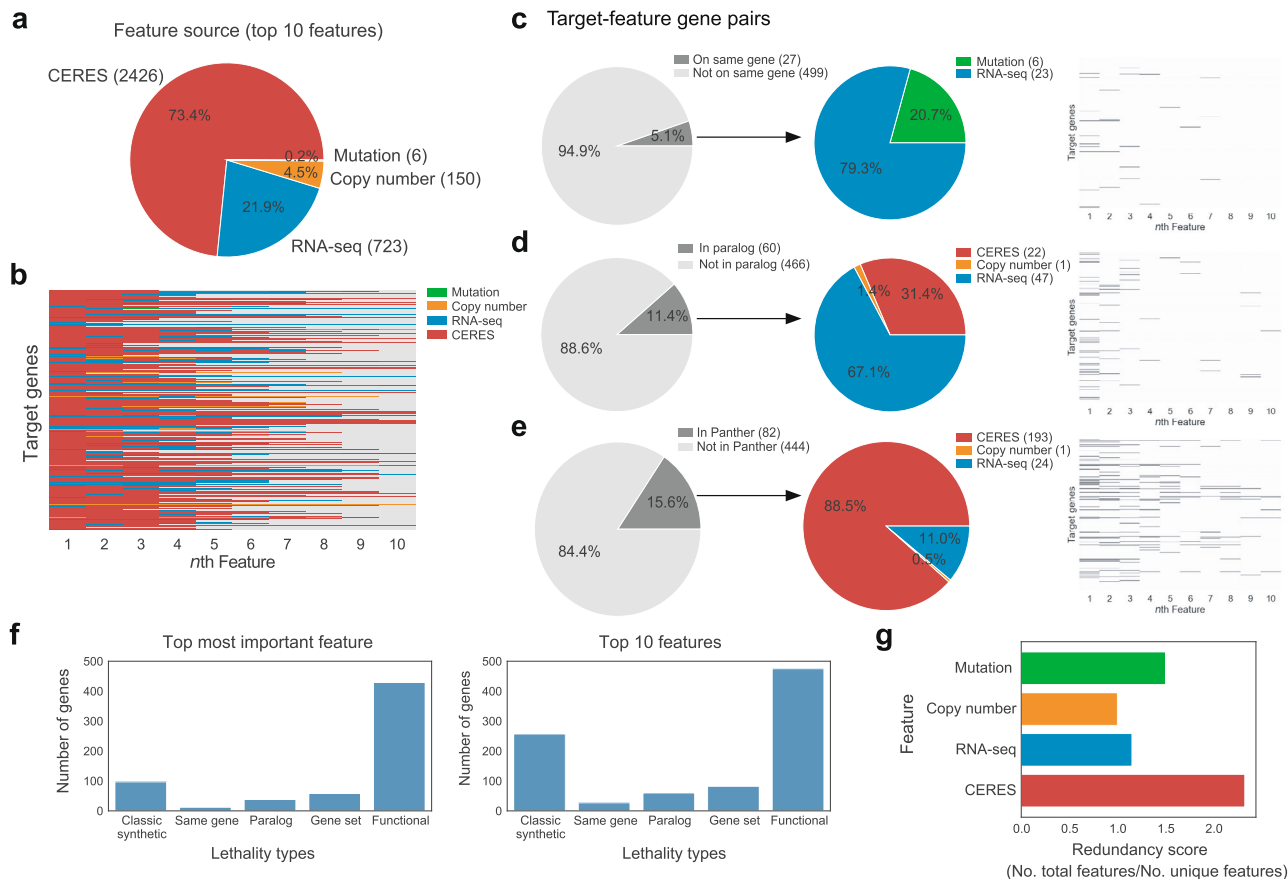 a
Feature source (top 10 features)
CERES (2426)
73.4%
0.2%
Mutation (6)
4.5%
Copy number (150)
21.9%
RNA-seq (723)
b
Mutation
Copy number
RNA-seq
CERES
Target genes
1 2 3 4 5 6 7 8 9 10
nth Feature
c Target-feature gene pairs
On same gene (27)
Not on same gene (499)
94.9%
5.1%
Mutation (6)
RNA-seq (23)
20.7%
79.3%
Target genes
1 2 3 4 5 6 7 8 9 10
nth Feature
d
In paralog (60)
Not in paralog (466)
88.6%
11.4%
CERES (22)
Copy number (1)
RNA-seq (47)
1.4%
31.4%
67.1%
Target genes
1 2 3 4 5 6 7 8 9 10
nth Feature
e
In Panther (82)
Not in Panther (444)
84.4%
15.6%
CERES (193)
Copy number (1)
RNA-seq (24)
88.5%
11.0%
0.5%
Target genes
1 2 3 4 5 6 7 8 9 10
nth Feature
f
Top most important feature
Number of genes
500
400
300
200
100
0
Classic synthetic Same gene Paralog Gene set Functional
Lethality types
Top 10 features
Number of genes
500
400
300
200
100
0
Classic synthetic Same gene Paralog Gene set Functional
Lethality types
g
Feature
Mutation
Copy number
RNA-seq
CERES
0.0 0.5 1.0 1.5 2.0
Redundancy score
(No. total features/No. unique features)